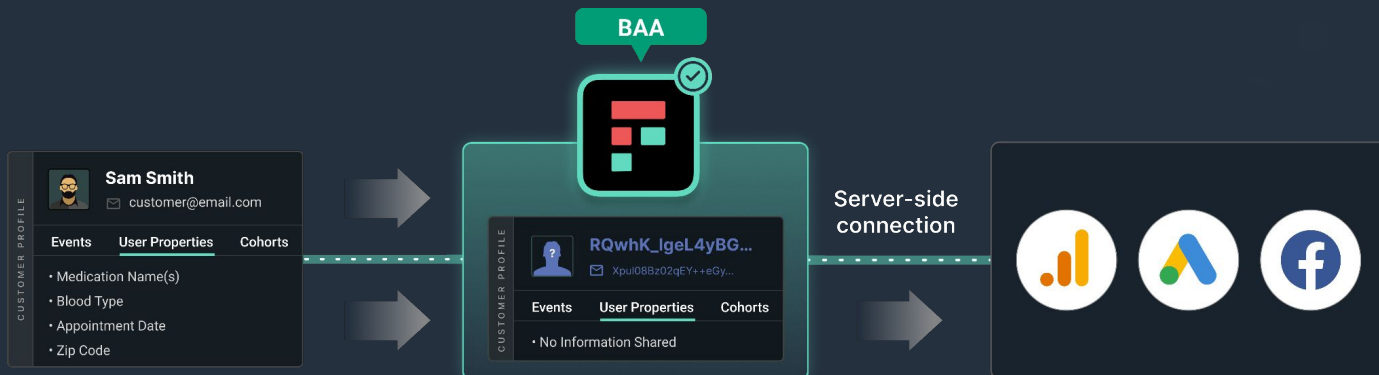 BAA
CUSTOMER PROFILE
Sam Smith
customer@email.com
Events User Properties Cohorts
• Medication Name(s)
• Blood Type
• Appointment Date
• Zip Code
CUSTOMER PROFILE
RQwhK_lgeL4yBG...
Xpul08Bz02qEY++eGy...
Events User Properties Cohorts
• No Information Shared
Server-side
connection